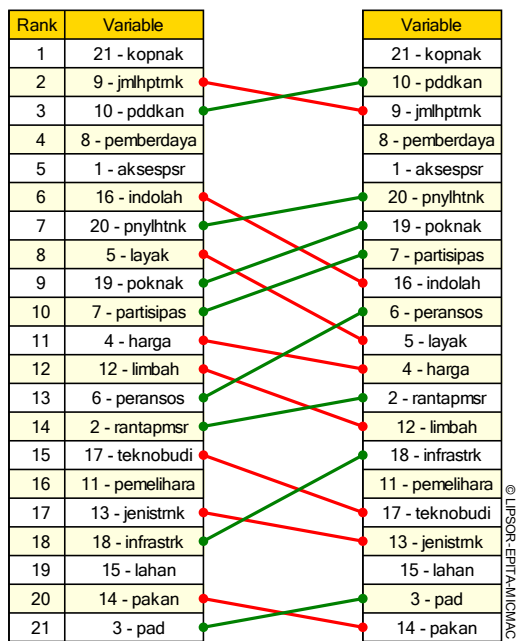 Rank Variable Variable
1 21 - kopnak 21 - kopnak
2 9 - jmlhptrnk 10 - pddkan
3 10 - pddkan 9 - jmlhptrnk
4 8 - pemberdaya 8 - pemberdaya
5 1 - aksespsr 1 - aksespsr
6 16 - indolah 20 - pnylhtnk
7 20 - pnylhtnk 19 - poknak
8 5 - layak 7 - partisipas
9 19 - poknak 16 - indolah
10 7 - partisipas 6 - peransos
11 4 - harga 5 - layak
12 12 - limbah 4 - harga
13 6 - peransos 2 - rantapmsr
14 2 - rantapmsr 12 - limbah
15 17 - teknobudi 18 - infrastrk
16 11 - pemelihara 11 - pemelihara
17 13 - jenistrnk 17 - teknobudi
18 18 - infrastrk 13 - jenistrnk
19 15 - lahan 15 - lahan
20 14 - pakan 3 - pad
21 3 - pad 14 - pakan
© LIPSOR-EPITA-MICMAC